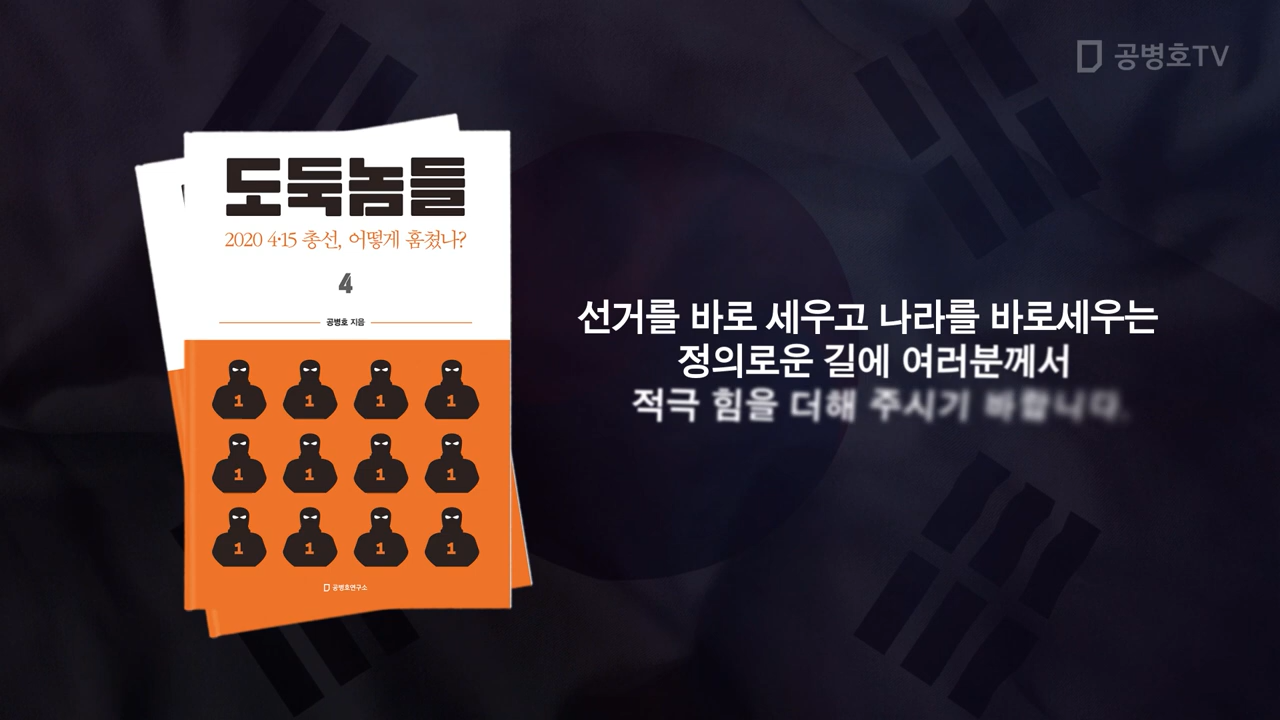 공병호TV
도둑놈들
2020 4·15 총선, 어떻게 훔쳤나?
4
공병호 지음
1 1 1 1
1 1 1 1
1 1 1 1
공병호연구소
선거를 바로 세우고 나라를 바로세우는
정의로운 길에 여러분께서
적극 힘을 더해 주시기 바랍니다.